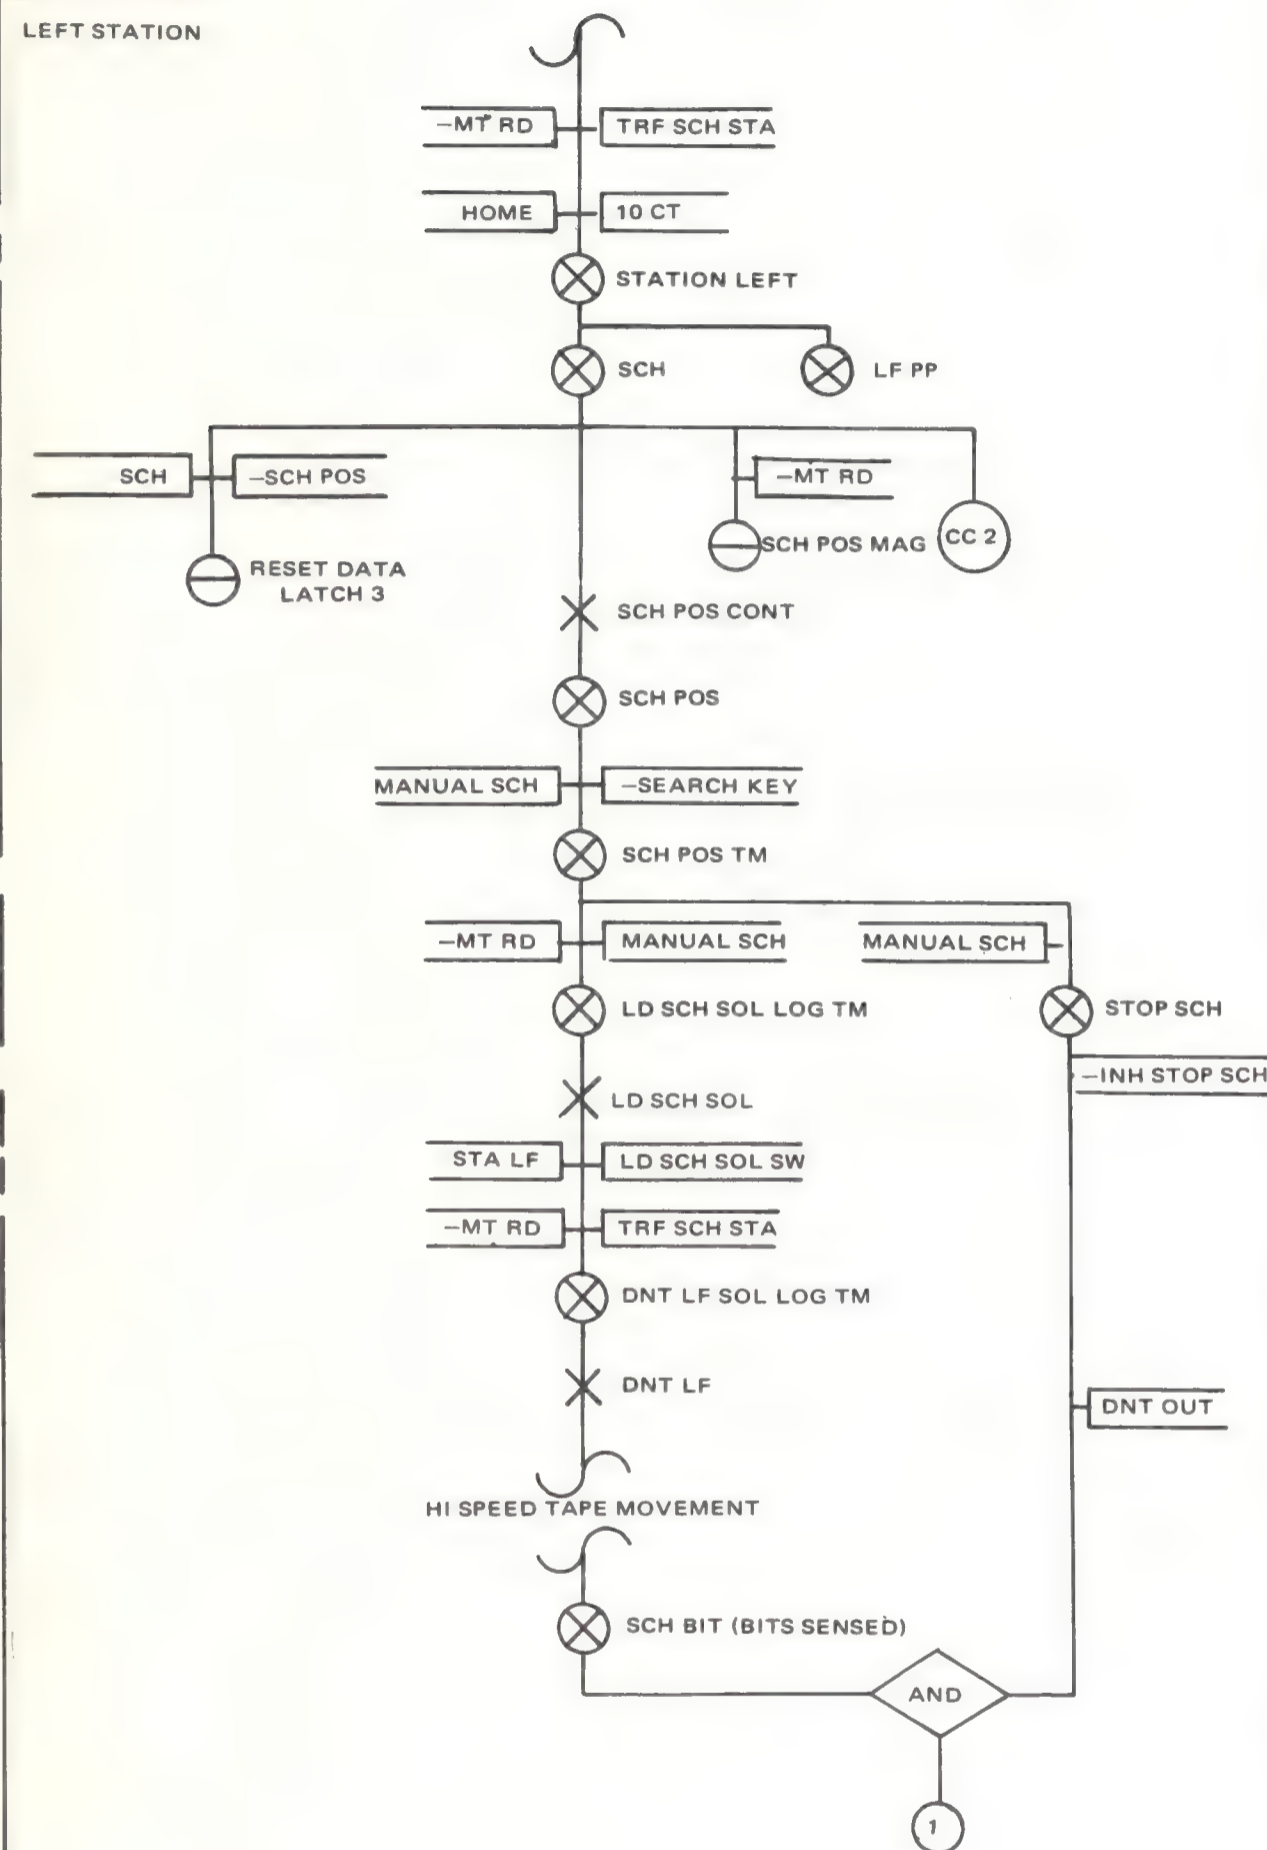 LEFT STATION
−MT RD
TRF SCH STA
HOME
10 CT
STATION LEFT
SCH
LF PP
SCH
−SCH POS
−MT RD
RESET DATA
LATCH 3
SCH POS MAG
CC 2
SCH POS CONT
SCH POS
MANUAL SCH
−SEARCH KEY
SCH POS TM
−MT RD
MANUAL SCH
MANUAL SCH
LD SCH SOL LOG TM
STOP SCH
−INH STOP SCH
LD SCH SOL
STA LF
LD SCH SOL SW
−MT RD
TRF SCH STA
DNT LF SOL LOG TM
DNT LF
DNT OUT
HI SPEED TAPE MOVEMENT
SCH BIT (BITS SENSED)
AND
1